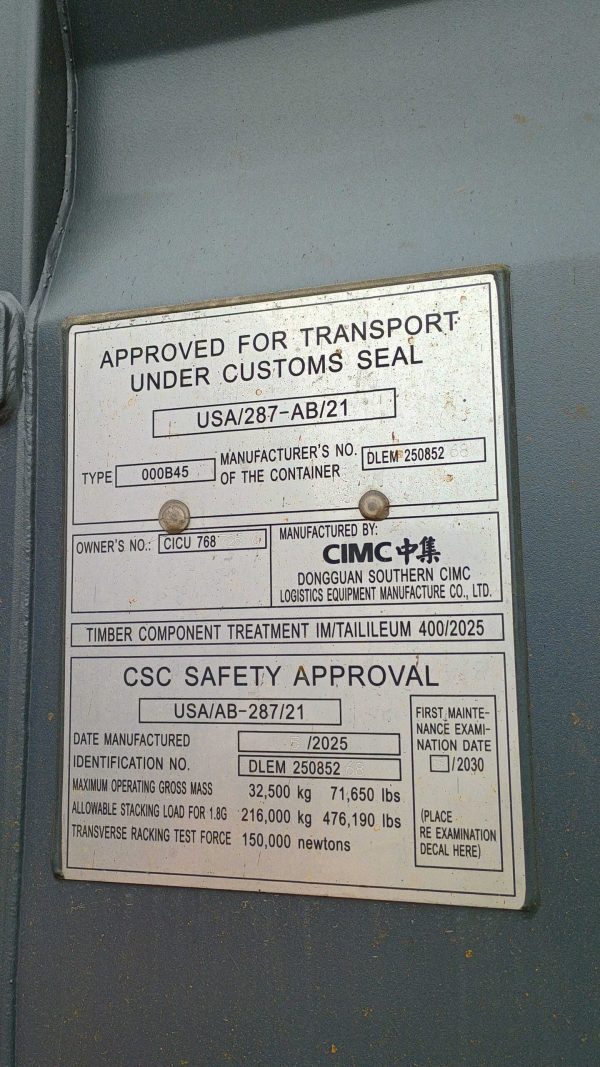 APPROVED FOR TRANSPORT
UNDER CUSTOMS SEAL
USA/287-AB/21
TYPE 000B45 MANUFACTURER'S NO. OF THE CONTAINER DLEM 250852
OWNER'S NO.: CICU 768
MANUFACTURED BY:
CIMC中集
DONGGUAN SOUTHERN CIMC
LOGISTICS EQUIPMENT MANUFACTURE CO., LTD.
TIMBER COMPONENT TREATMENT IM/TAILILEUM 400/2025
CSC SAFETY APPROVAL
USA/AB-287/21
DATE MANUFACTURED /2025
IDENTIFICATION NO. DLEM 250852
MAXIMUM OPERATING GROSS MASS 32,500 kg 71,650 lbs
ALLOWABLE STACKING LOAD FOR 1.8G 216,000 kg 476,190 lbs
TRANSVERSE RACKING TEST FORCE 150,000 newtons
FIRST MAINTE-
NANCE EXAMI-
NATION DATE
/2030
(PLACE
RE EXAMINATION
DECAL HERE)